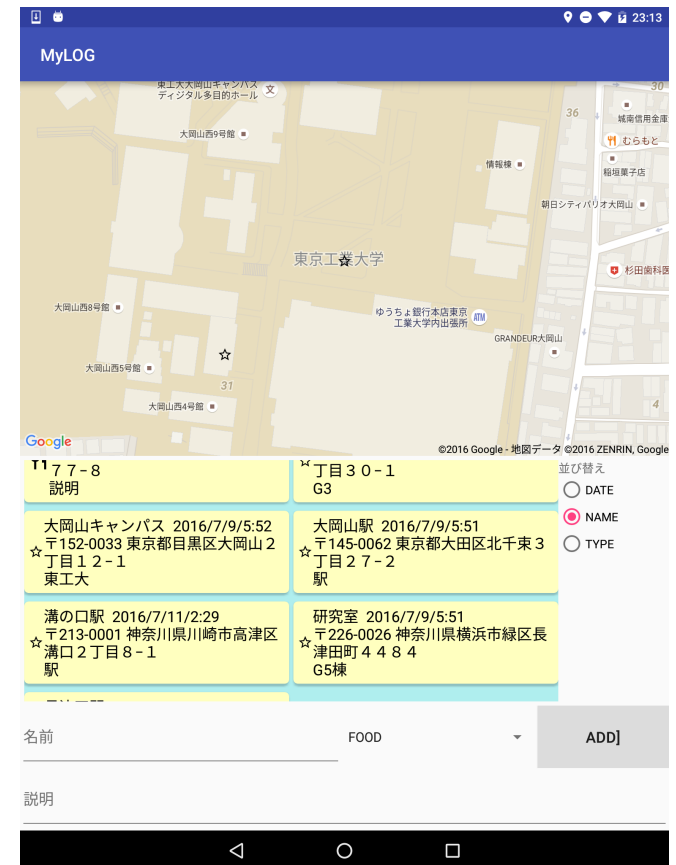 23:13
MyLOG
東工大大岡山キャンパス
ディジタル多目的ホール
文
30
36
城南信用金庫
大岡山西9号館
むらもと
情報棟
稲垣菓子店
朝日シティパリオ大岡山
東京工業大学
杉田歯科医
大岡山西8号館
ゆうちょ銀行本店東京
工業大学内出張所
ATM
GRANDEUR大岡山
大岡山西5号館
31
大岡山西4号館
4
Google
©2016 Google - 地図データ ©2016 ZENRIN, Google
７７−８
説明
丁目３０−１
G3
並び替え
DATE
NAME
TYPE
大岡山キャンパス 2016/7/9/5:52
〒152-0033 東京都目黒区大岡山２
丁目１２−１
東工大
大岡山駅 2016/7/9/5:51
〒145-0062 東京都大田区北千束３
丁目２７−２
駅
溝の口駅 2016/7/11/2:29
〒213-0001 神奈川県川崎市高津区
溝口２丁目８−１
駅
研究室 2016/7/9/5:51
〒226-0026 神奈川県横浜市緑区長
津田町４４８４
G5棟
名前
FOOD
ADD]
説明